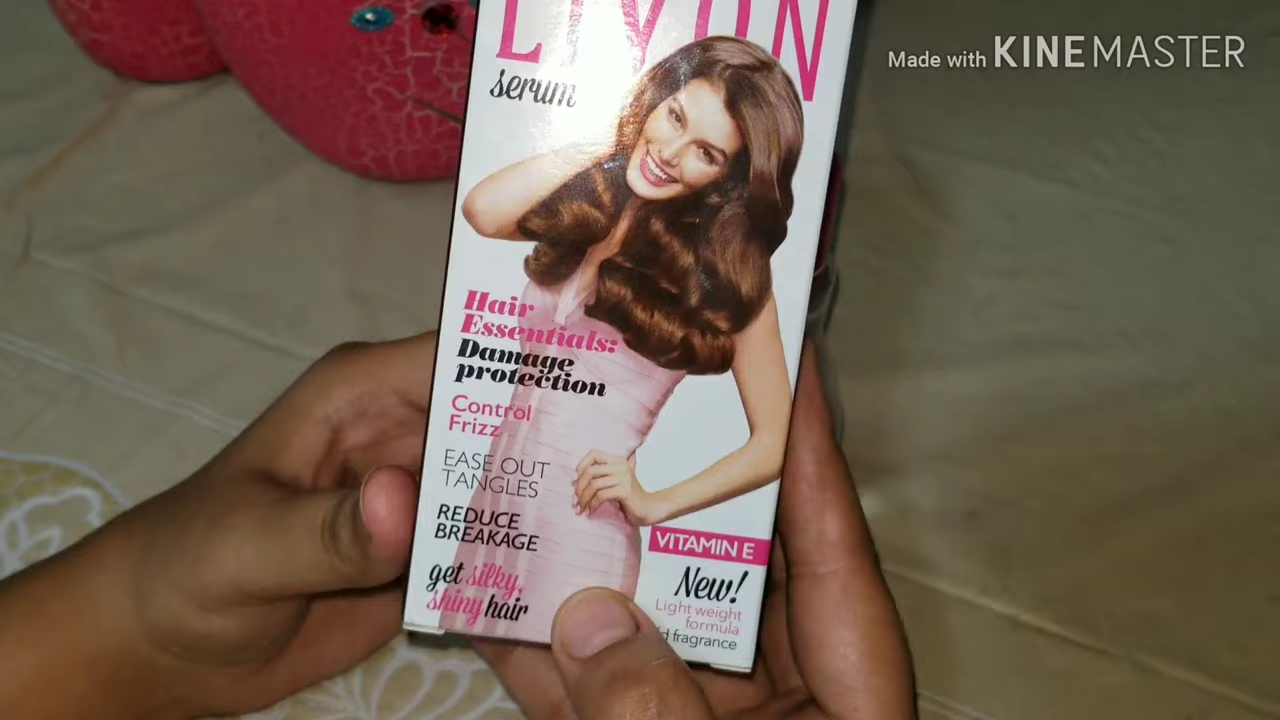 LIVON
serum
Made with KINEMASTER
Hair
Essentials:
Damage
protection
Control
Frizz
EASE OUT
TANGLES
REDUCE
BREAKAGE
get silky,
shiny hair
VITAMIN E
New!
Light weight
formula
fragrance